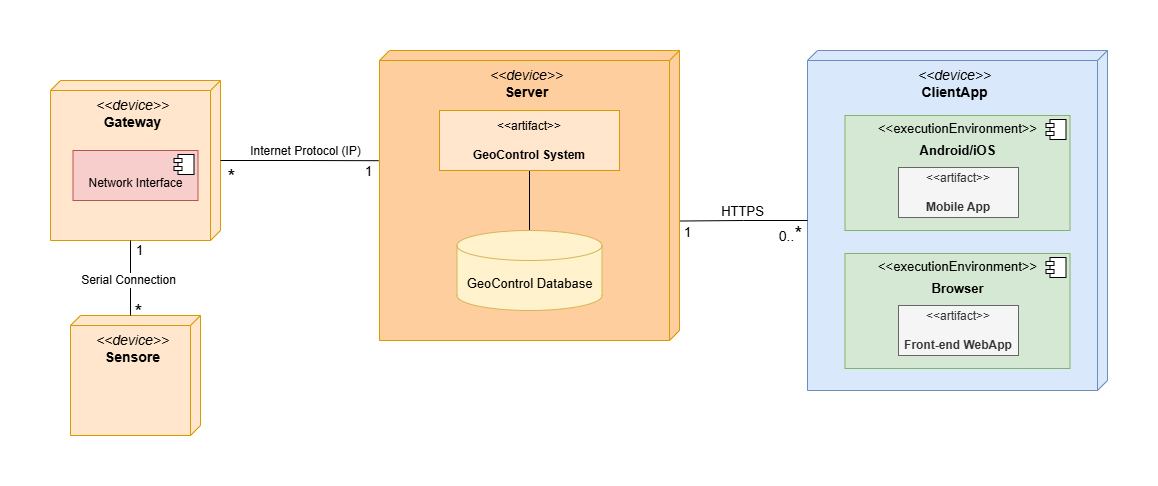 <<device>>
Gateway
Network Interface
1
Serial Connection
*
<<device>>
Sensore
Internet Protocol (IP)
*
1
<<device>>
Server
<<artifact>>
GeoControl System
GeoControl Database
HTTPS
1
0..*
<<device>>
ClientApp
<<executionEnvironment>>
Android/iOS
<<artifact>>
Mobile App
<<executionEnvironment>>
Browser
<<artifact>>
Front-end WebApp